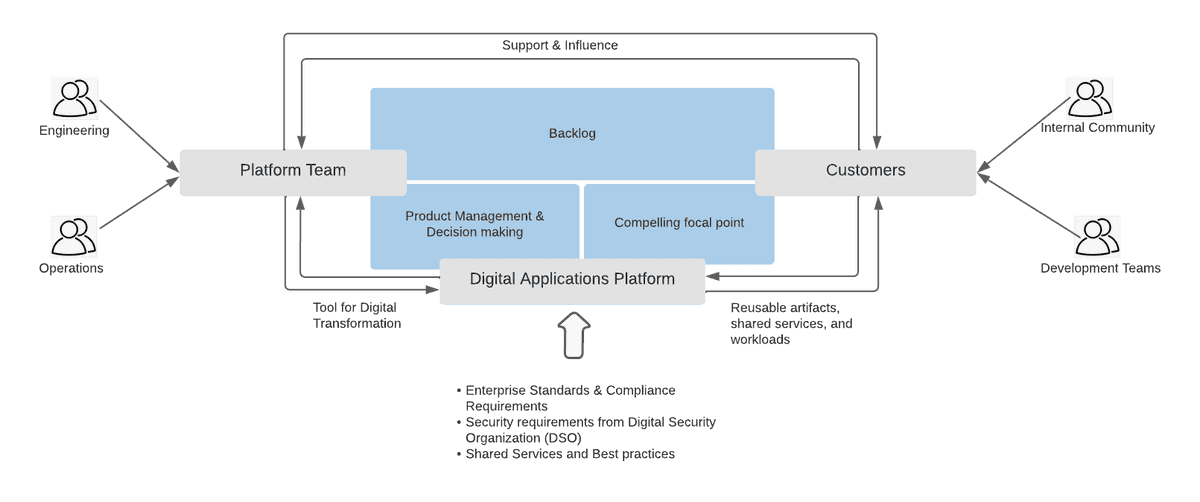 Support & Influence
Engineering
Internal Community
Backlog
Platform Team
Customers
Product Management &
Decision making
Compelling focal point
Operations
Development Teams
Digital Applications Platform
Tool for Digital
Transformation
Reusable artifacts,
shared services, and
workloads
• Enterprise Standards & Compliance
Requirements
• Security requirements from Digital Security
Organization (DSO)
• Shared Services and Best practices